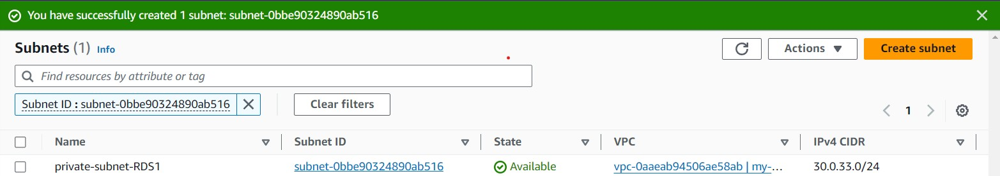 You have successfully created 1 subnet: subnet-0bbe90324890ab516
Subnets (1) Info
Actions
Create subnet
Find resources by attribute or tag
Subnet ID : subnet-0bbe90324890ab516
Clear filters
1
Name Subnet ID State VPC IPv4 CIDR
private-subnet-RDS1 subnet-0bbe90324890ab516 Available vpc-0aaeab94506ae58ab | my-... 30.0.33.0/24